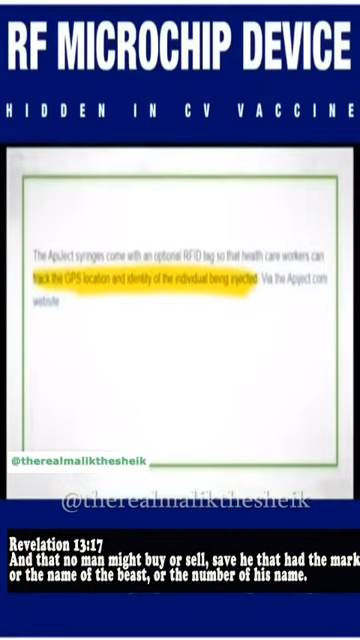 RF MICROCHIP DEVICE
HIDDEN IN CV VACCINE
The ApiJect syringes come with an optional RFID tag so that health care workers can
track the GPS location and identity of the individual being injected. Via the Apiject.com
website
@therealmalikthesheik
@therealmalikthesheik
Revelation 13:17
And that no man might buy or sell, save he that had the mark,
or the name of the beast, or the number of his name.